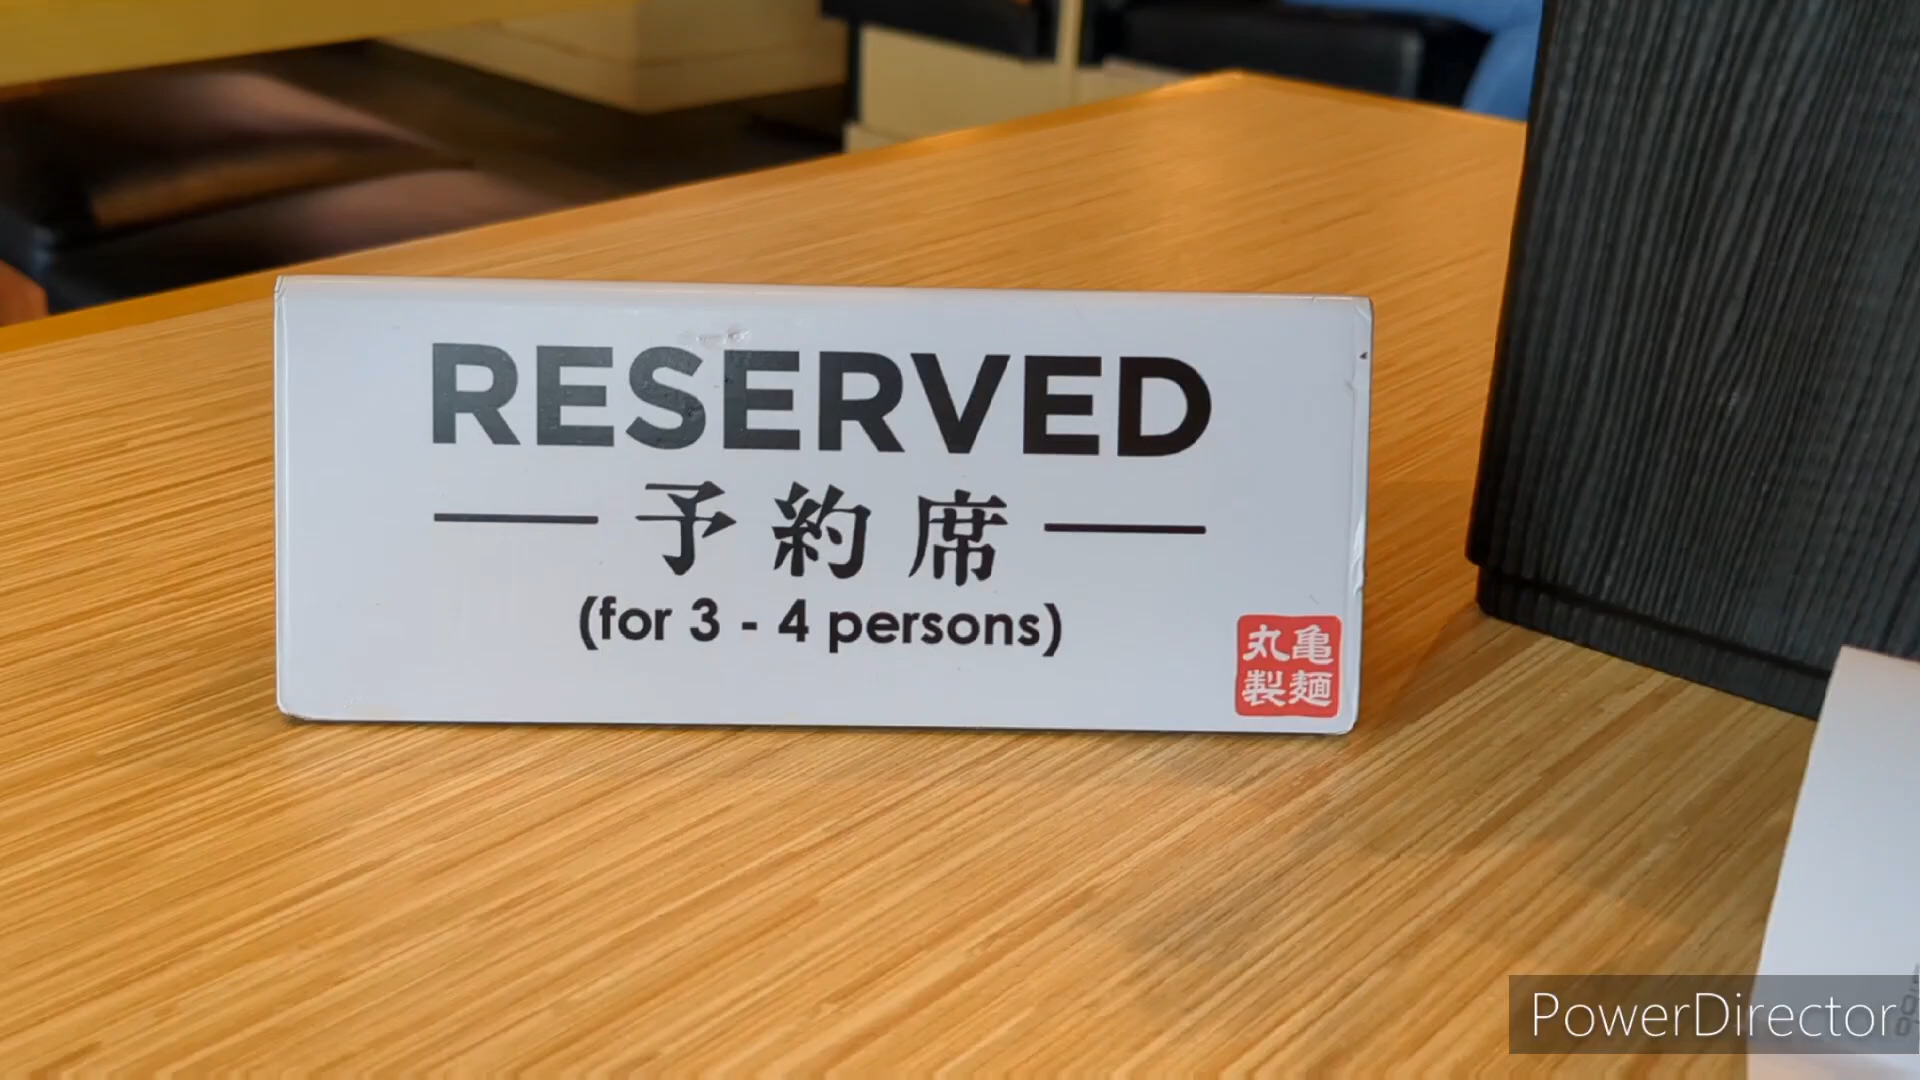 RESERVED
予約席
(for 3 - 4 persons)
丸亀
製麺
PowerDirector